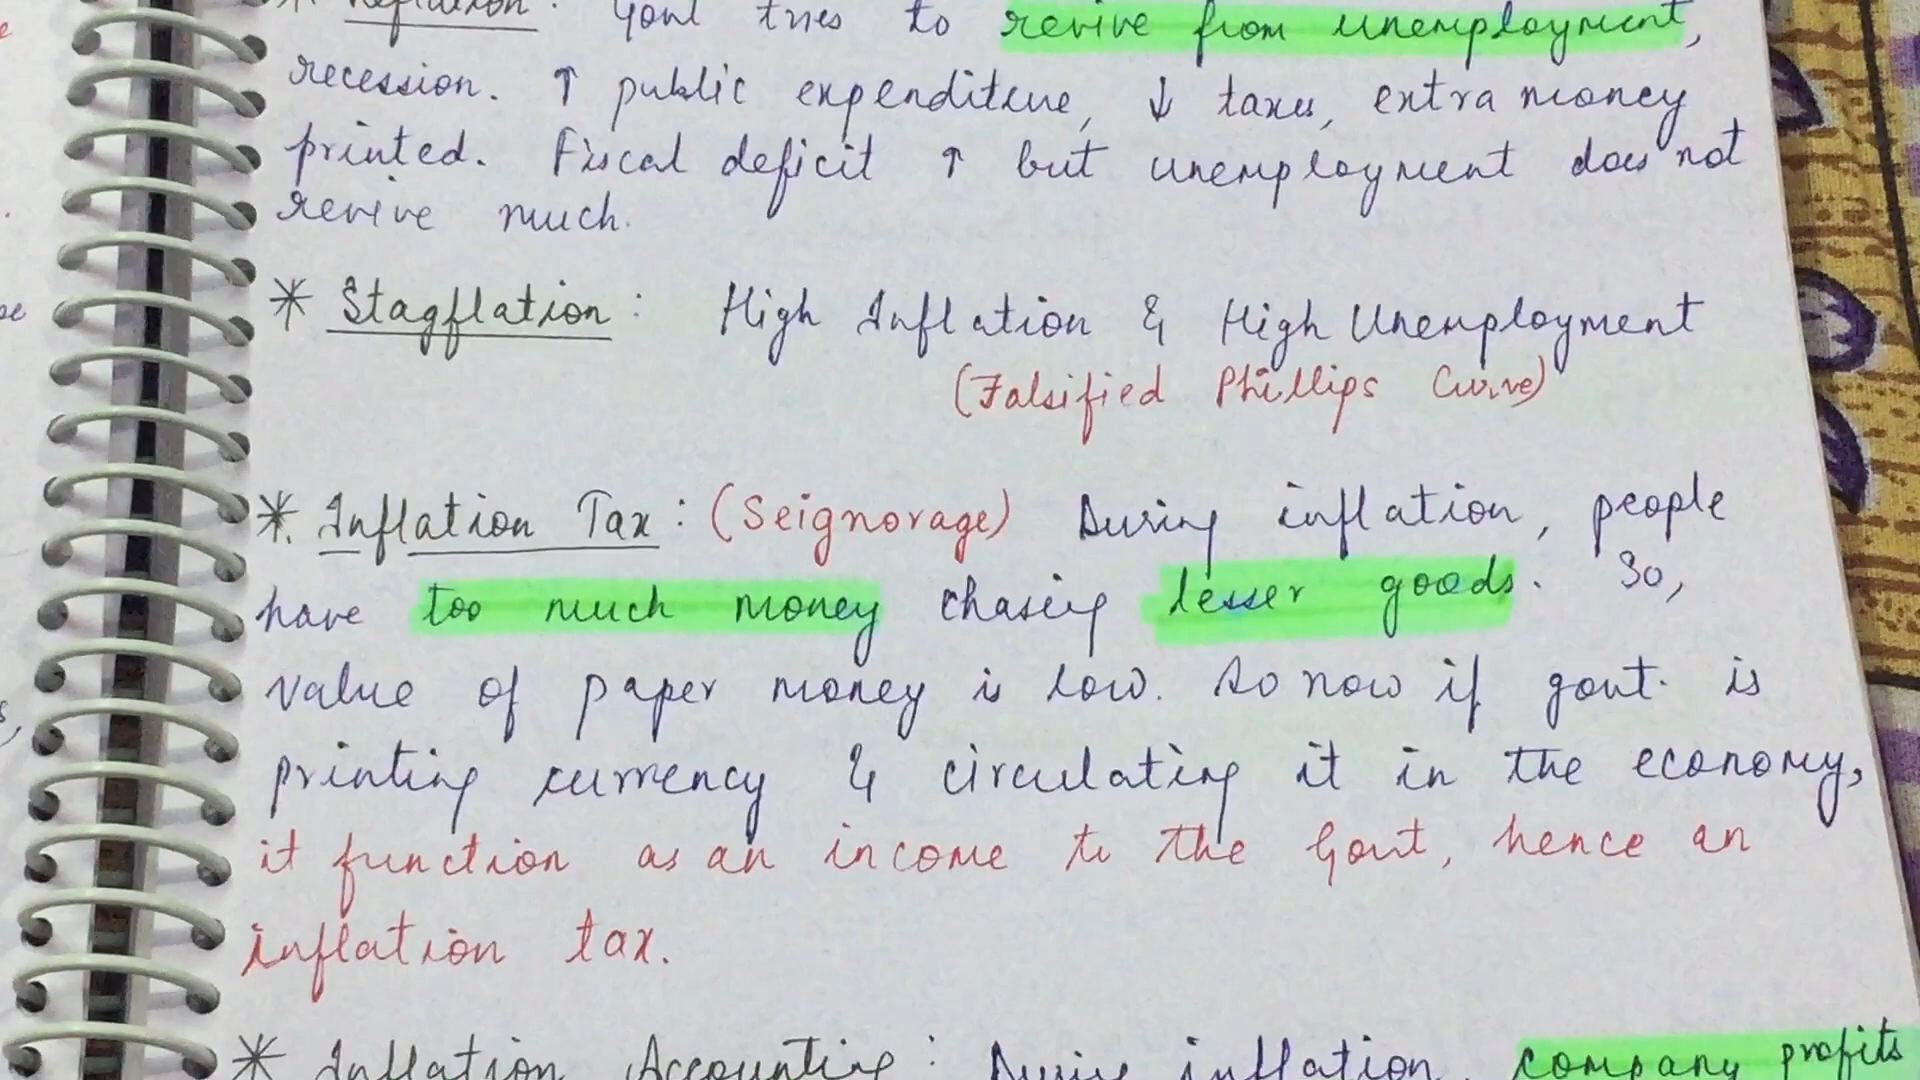 * Reflation: Govt tries to revive from unemployment,
recession. ↑ public expenditure, ↓ taxes, extra money
printed. Fiscal deficit ↑ but unemployment does not
revive much.
* Stagflation: High Inflation & High Unemployment
(Falsified Phillips Curve)
*. Inflation Tax: (Seignorage) During inflation, people
have too much money chasing lesser goods. So,
value of paper money is low. So now if govt. is
printing currency & circulating it in the economy,
it function as an income to the Govt, hence an
inflation tax.
* Inflation Accounting: During inflation, company profits